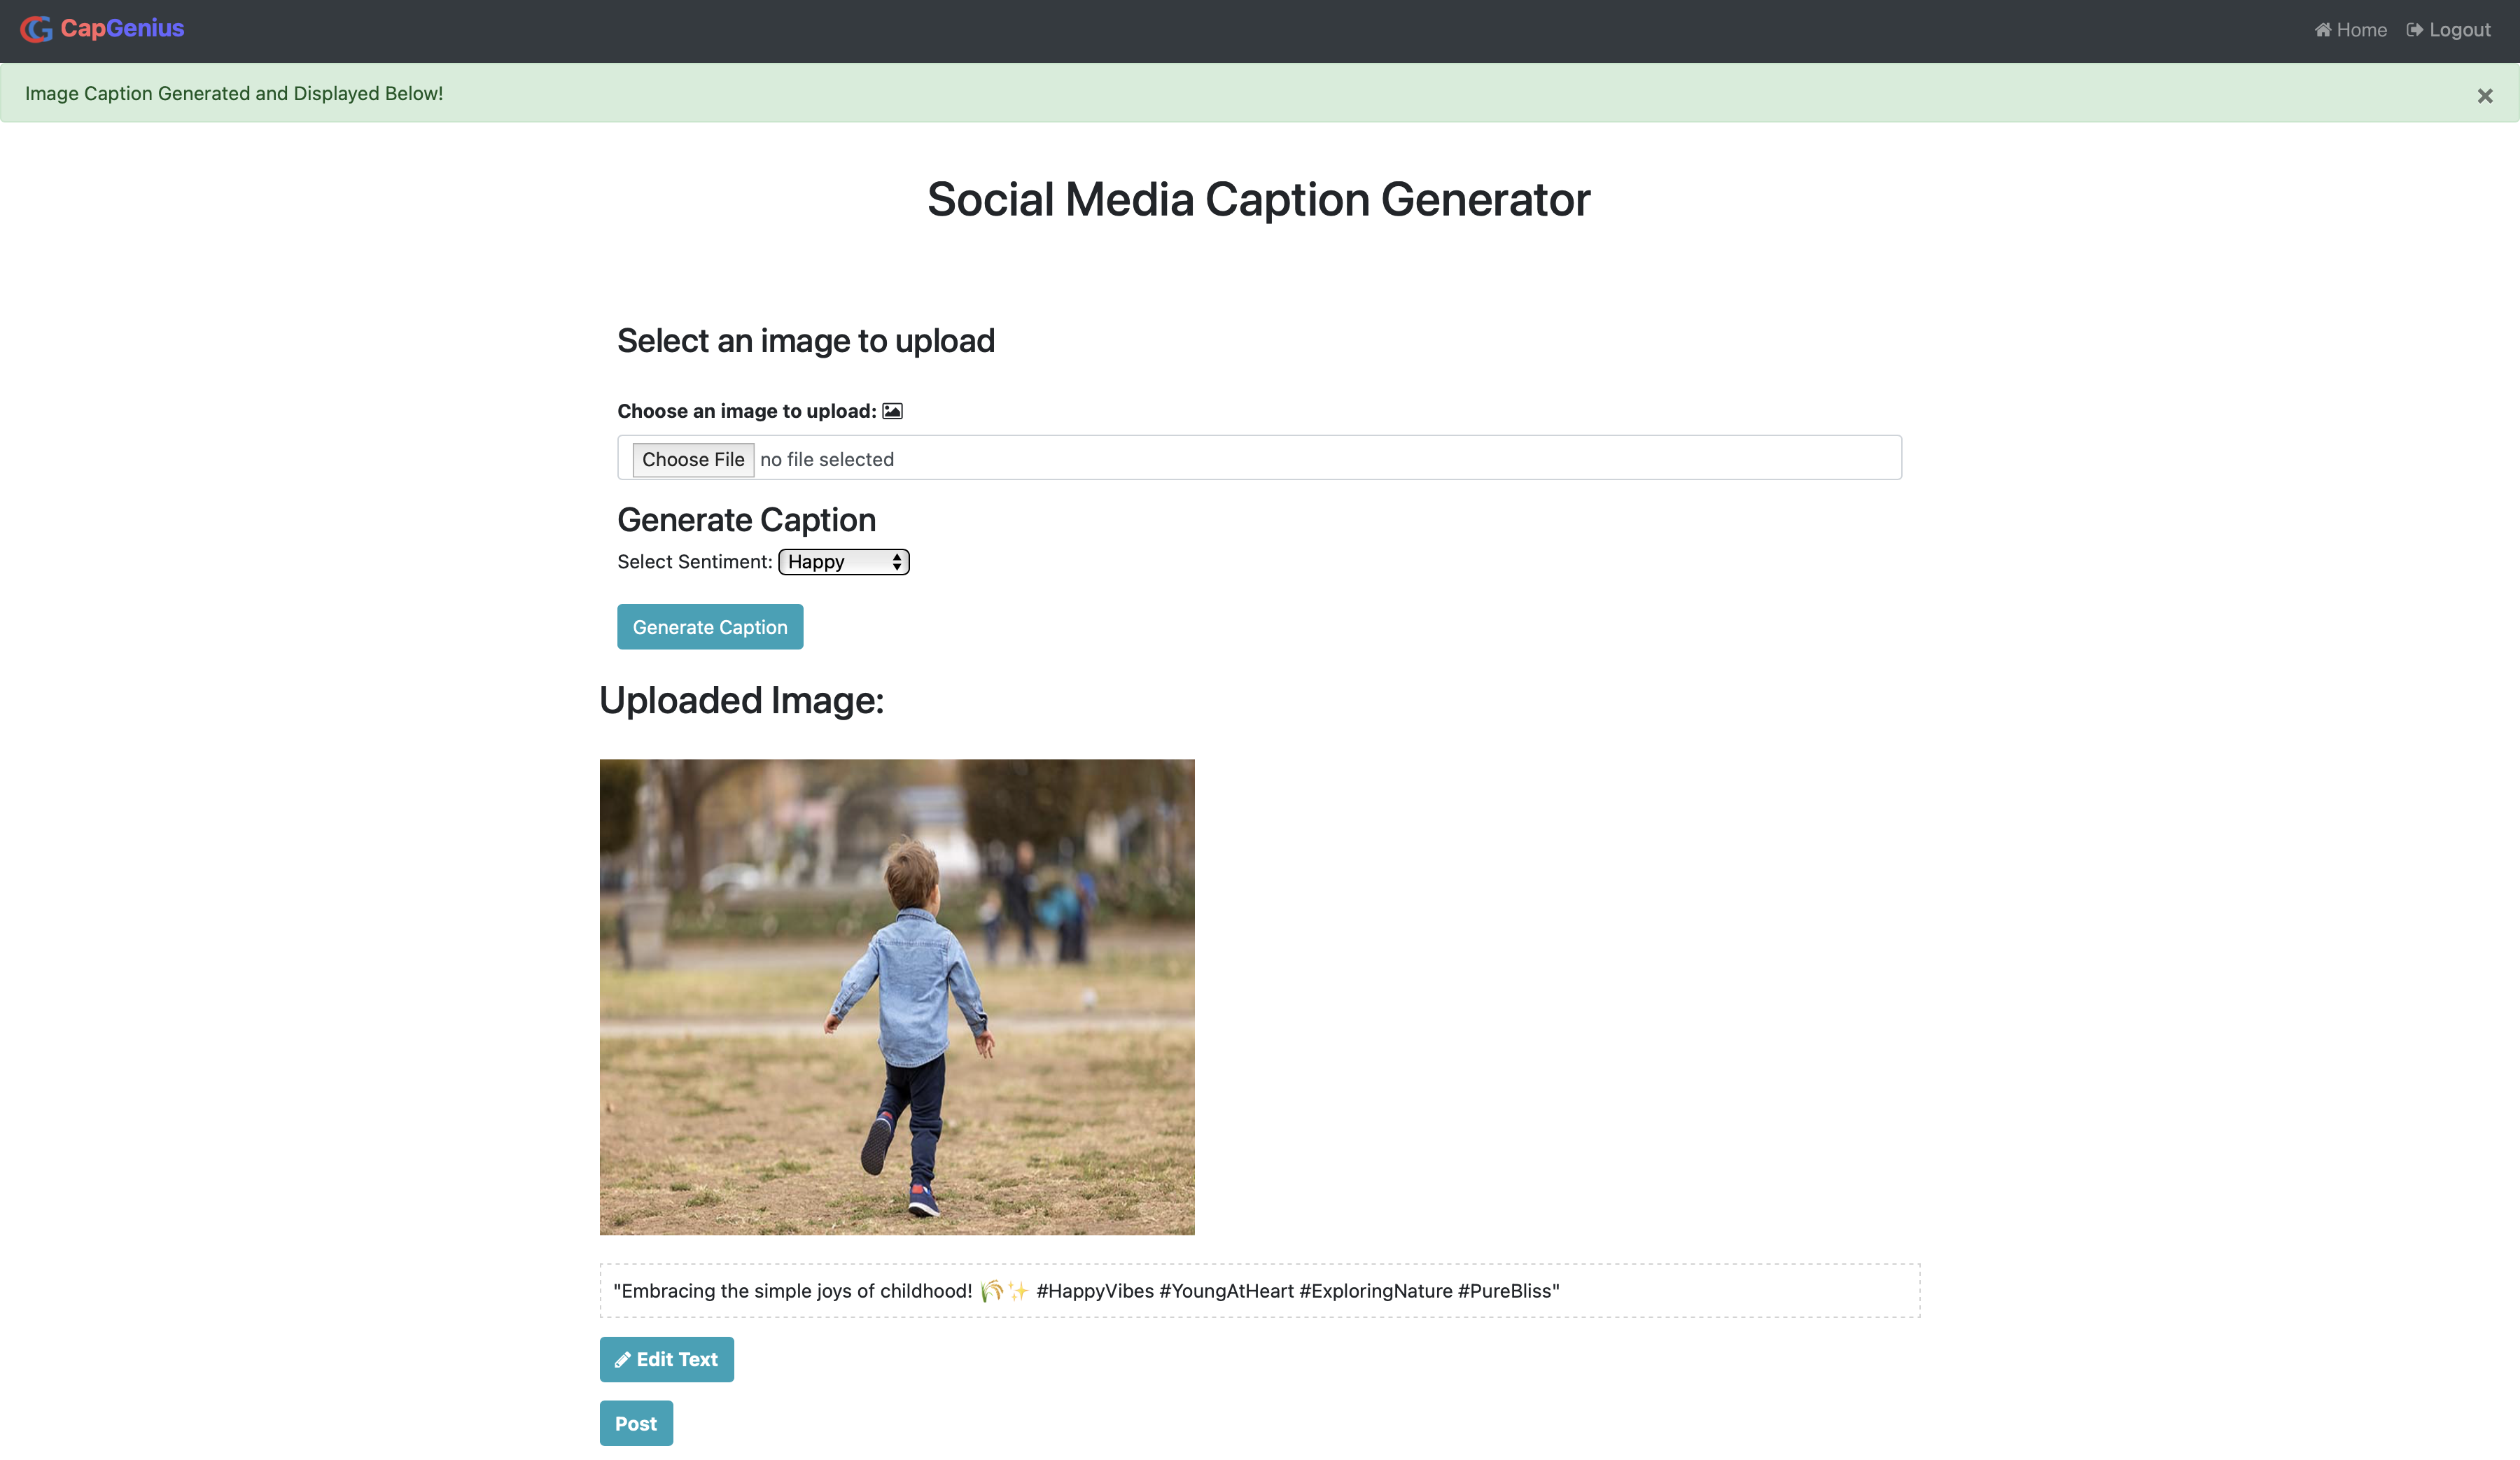 CapGenius
Home Logout
Image Caption Generated and Displayed Below!
×
Social Media Caption Generator
Select an image to upload
Choose an image to upload:
Choose File no file selected
Generate Caption
Select Sentiment: Happy
Generate Caption
Uploaded Image:
"Embracing the simple joys of childhood! 🌾✨ #HappyVibes #YoungAtHeart #ExploringNature #PureBliss"
Edit Text
Post